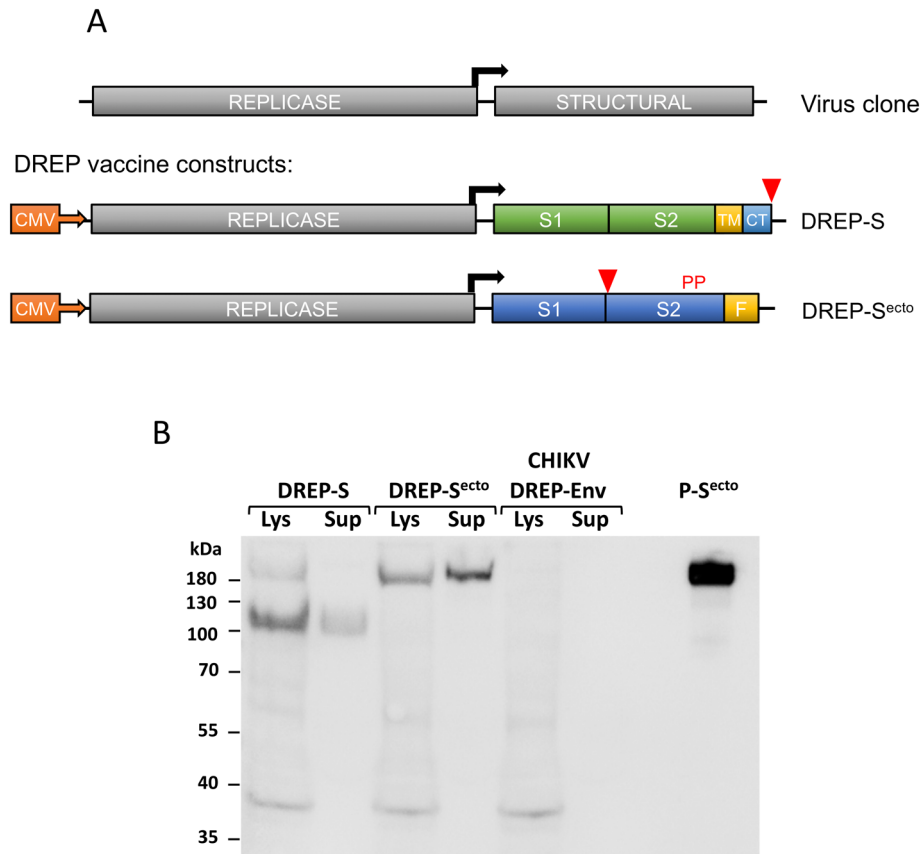 A
REPLICASE STRUCTURAL Virus clone
DREP vaccine constructs:
CMV REPLICASE S1 S2 TM CT DREP-S
PP
CMV REPLICASE S1 S2 F DREP-Sᵉᶜᵗᵒ
B
CHIKV
DREP-S DREP-Sᵉᶜᵗᵒ DREP-Env P-Sᵉᶜᵗᵒ
Lys Sup Lys Sup Lys Sup
kDa
180
130
100
70
55
40
35